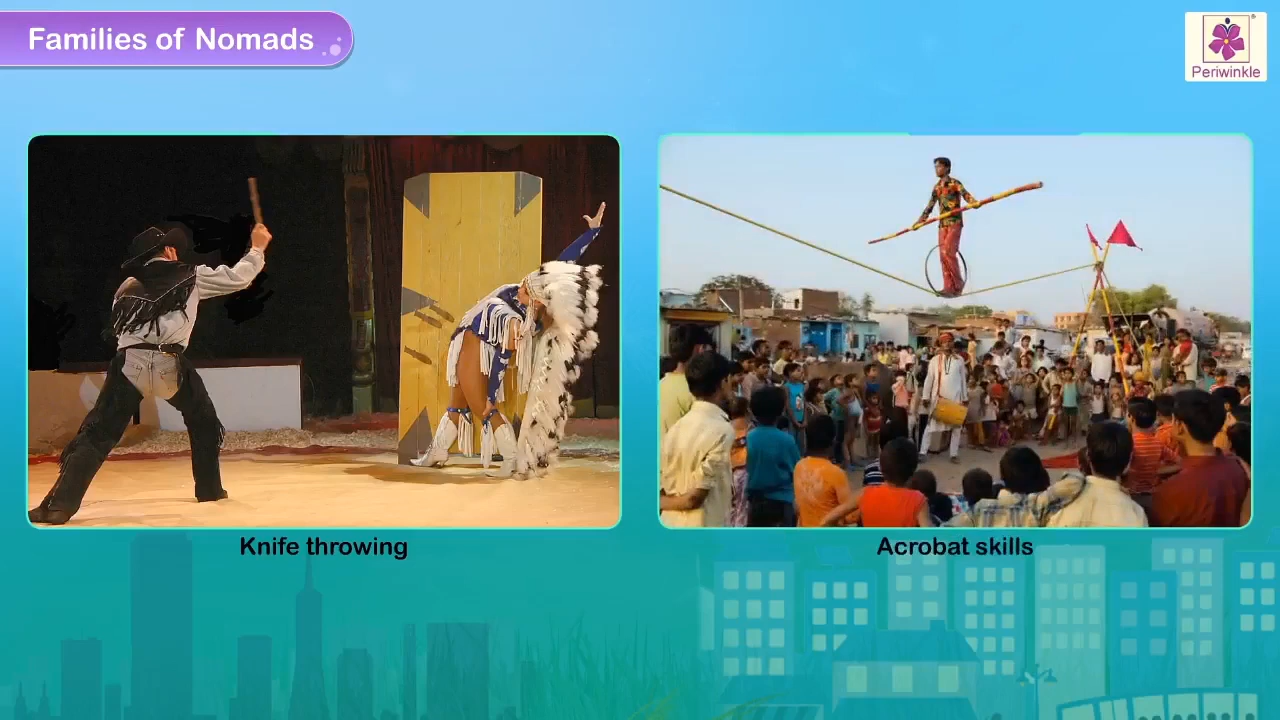 Families of Nomads
Periwinkle
Knife throwing
Acrobat skills